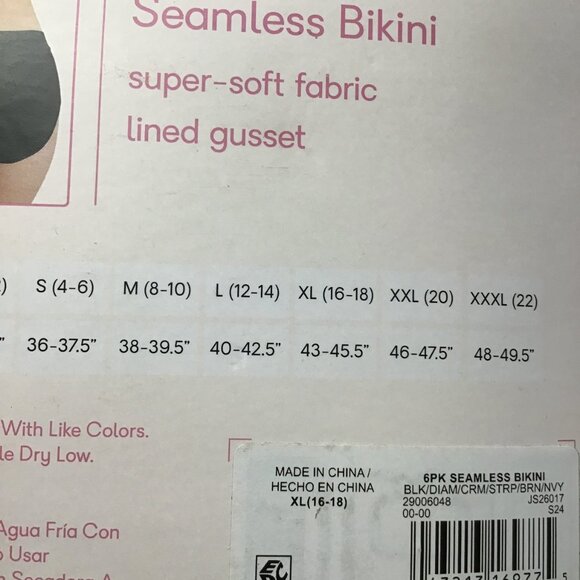 Seamless Bikini
super-soft fabric
lined gusset
S (4-6) M (8-10) L (12-14) XL (16-18) XXL (20) XXXL (22)
36-37.5" 38-39.5" 40-42.5" 43-45.5" 46-47.5" 48-49.5"
With Like Colors.
le Dry Low.
Agua Fría Con
Usar
MADE IN CHINA/
HECHO EN CHINA
XL(16-18)
6PK SEAMLESS BIKINI
BLK/DIAM/CRM/STRP/BRN/NVY
29006048 JS26017
00-00 S24